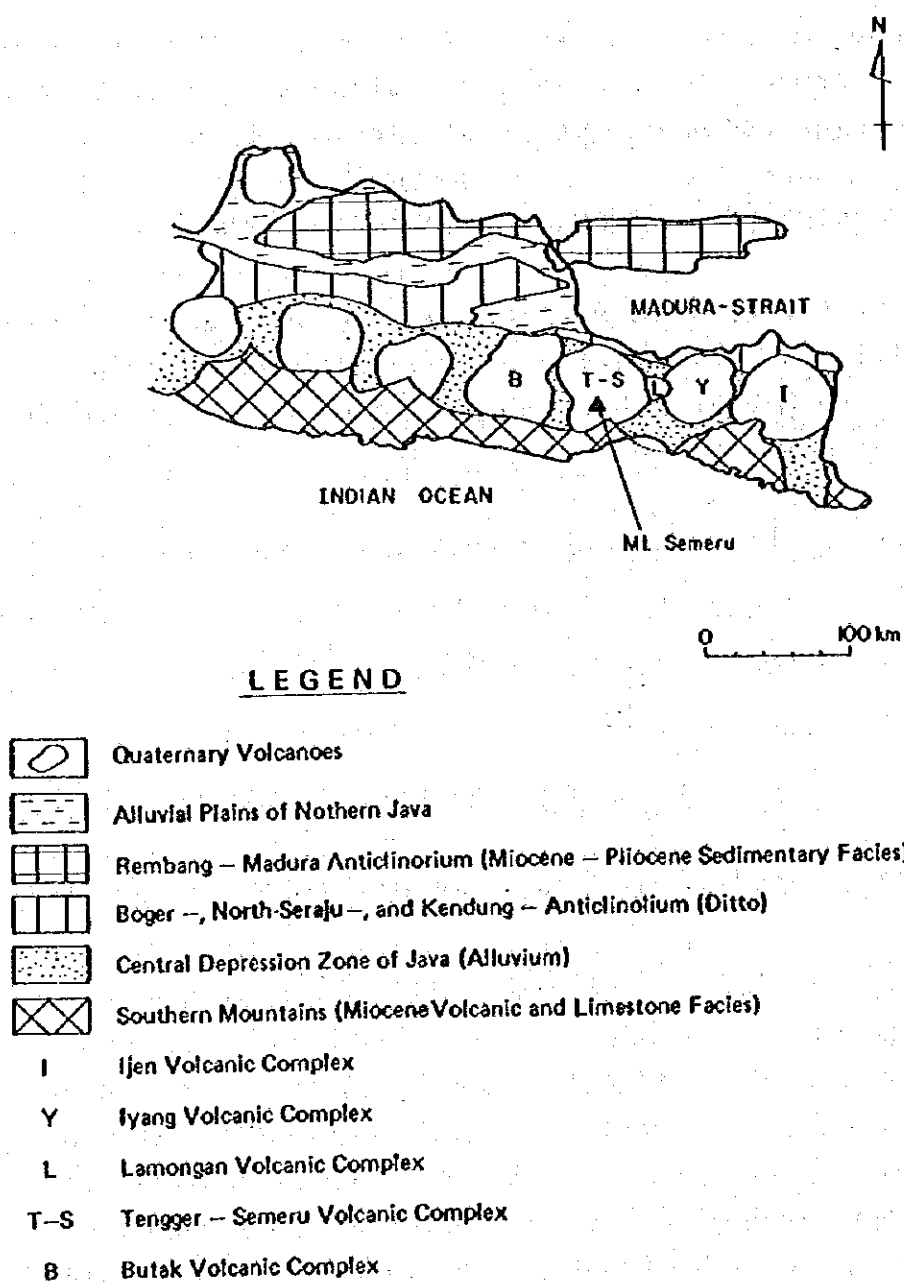 N
MADURA-STRAIT
B
T-S
L
Y
I
INDIAN OCEAN
Mt. Semeru
0 100 km
LEGEND
Quaternary Volcanoes
Alluvial Plains of Nothern Java
Rembang – Madura Anticlinorium (Miocene – Pliocene Sedimentary Facies)
Boger –, North-Seraju –, and Kendung – Anticlinolium (Ditto)
Central Depression Zone of Java (Alluvium)
Southern Mountains (Miocene Volcanic and Limestone Facies)
I Ijen Volcanic Complex
Y Iyang Volcanic Complex
L Lamongan Volcanic Complex
T–S Tengger – Semeru Volcanic Complex
B Butak Volcanic Complex